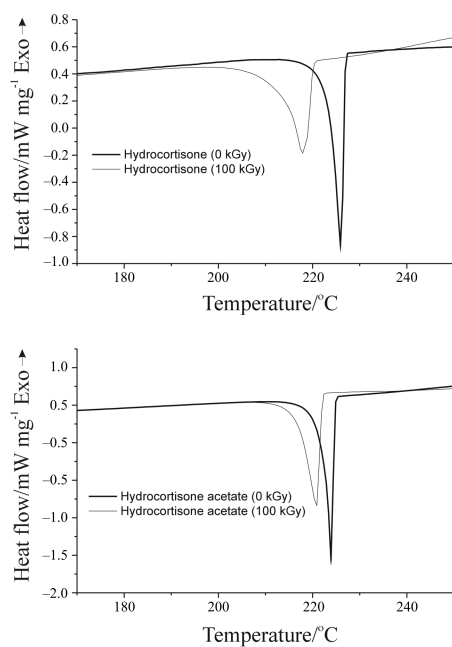 Heat flow/mW mg⁻¹ Exo →
0.8
0.6
0.4
0.2
0.0
–0.2
–0.4
–0.6
–0.8
–1.0
Hydrocortisone (0 kGy)
Hydrocortisone (100 kGy)
180 200 220 240
Temperature/°C
Heat flow/mW mg⁻¹ Exo →
1.0
0.5
–0.5
–0.5
–1.0
–1.5
–2.0
Hydrocortisone acetate (0 kGy)
Hydrocortisone acetate (100 kGy)
180 200 220 240
Temperature/°C